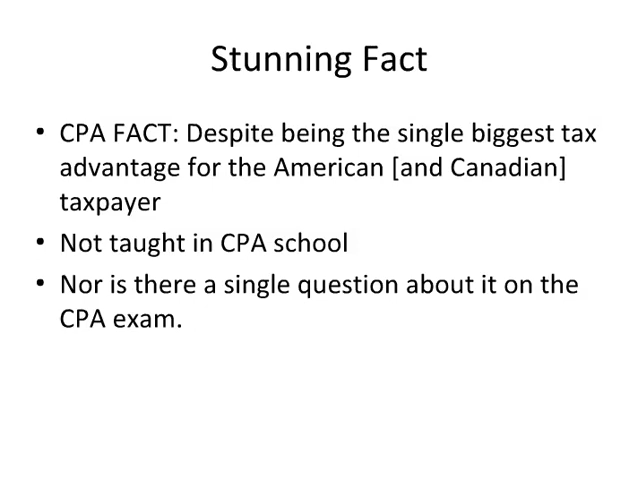 Stunning Fact
• CPA FACT: Despite being the single biggest tax
advantage for the American [and Canadian]
taxpayer
• Not taught in CPA school
• Nor is there a single question about it on the
CPA exam.